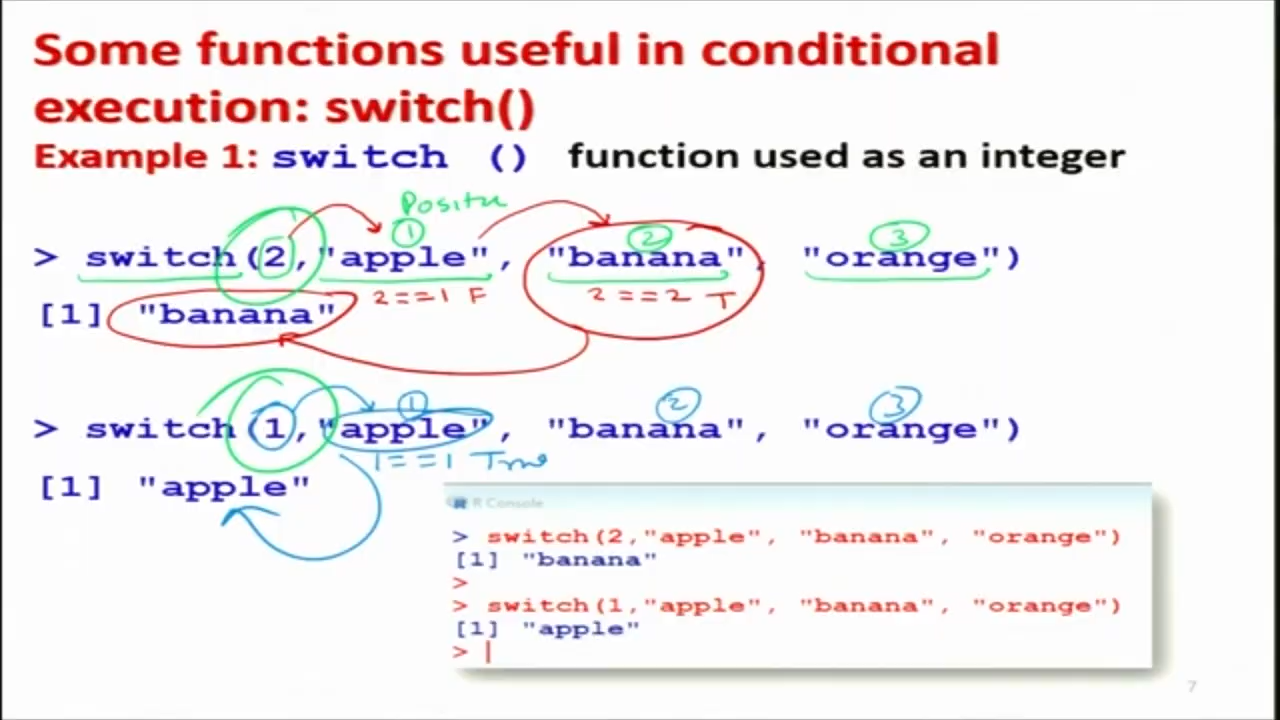 Some functions useful in conditional
execution: switch()
Example 1: switch () function used as an integer
Positu
① ② ③
> switch(2,"apple", "banana", "orange")
2==1 F 2==2 T
[1] "banana"
① ② ③
> switch(1,"apple", "banana", "orange")
1==1 True
[1] "apple"
R Console
> switch(2,"apple", "banana", "orange")
[1] "banana"
>
> switch(1,"apple", "banana", "orange")
[1] "apple"
> |
7